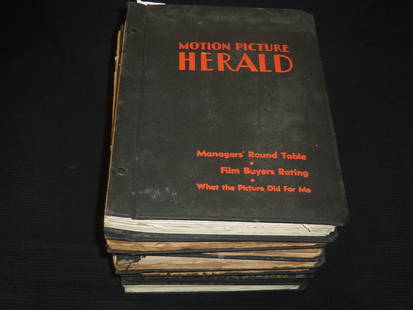 MOTION PICTURE
HERALD
Managers' Round Table
Film Buyers Rating
What the Picture Did For Me